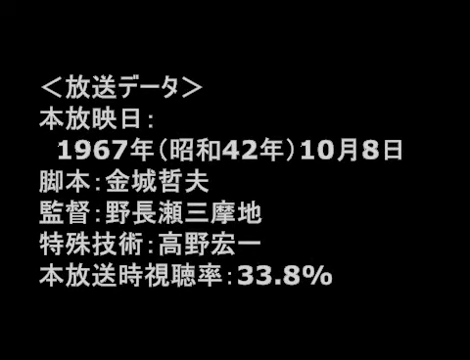 ＜放送データ＞
本放映日：
1967年（昭和42年）10月8日
脚本：金城哲夫
監督：野長瀬三摩地
特殊技術：高野宏一
本放送時視聴率：33.8%